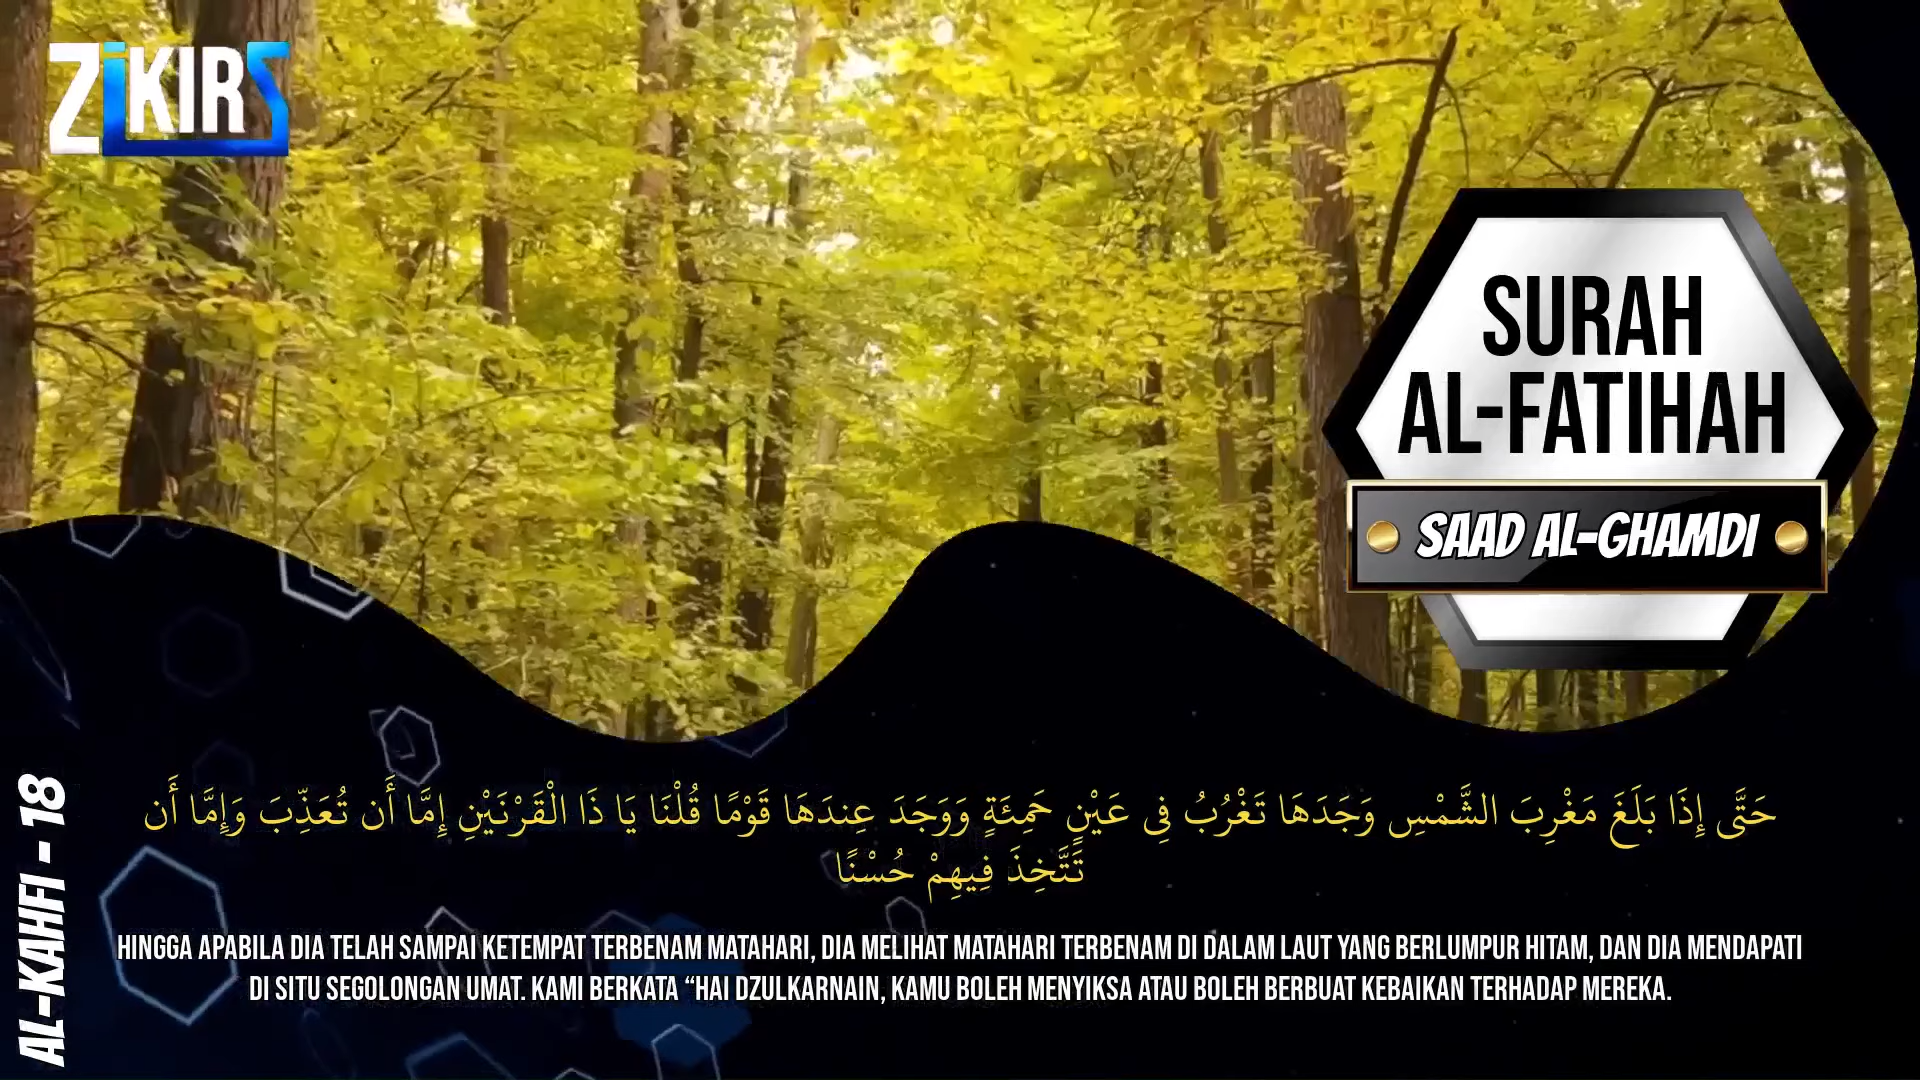 ZIKIRS
SURAH
AL-FATIHAH
SAAD AL-GHAMDI
حَتَّى إِذَا بَلَغَ مَغْرِبَ الشَّمْسِ وَجَدَهَا تَغْرُبُ فِي عَيْنٍ حَمِئَةٍ وَوَجَدَ عِندَهَا قَوْمًا قُلْنَا يَا ذَا الْقَرْنَيْنِ إِمَّا أَن تُعَذِّبَ وَإِمَّا أَن
تَتَّخِذَ فِيهِمْ حُسْنًا
HINGGA APABILA DIA TELAH SAMPAI KETEMPAT TERBENAM MATAHARI, DIA MELIHAT MATAHARI TERBENAM DI DALAM LAUT YANG BERLUMPUR HITAM, DAN DIA MENDAPATI
DI SITU SEGOLONGAN UMAT. KAMI BERKATA “HAI DZULKARNAIN, KAMU BOLEH MENYIKSA ATAU BOLEH BERBUAT KEBAIKAN TERHADAP MEREKA.
AL-KAHFI - 18